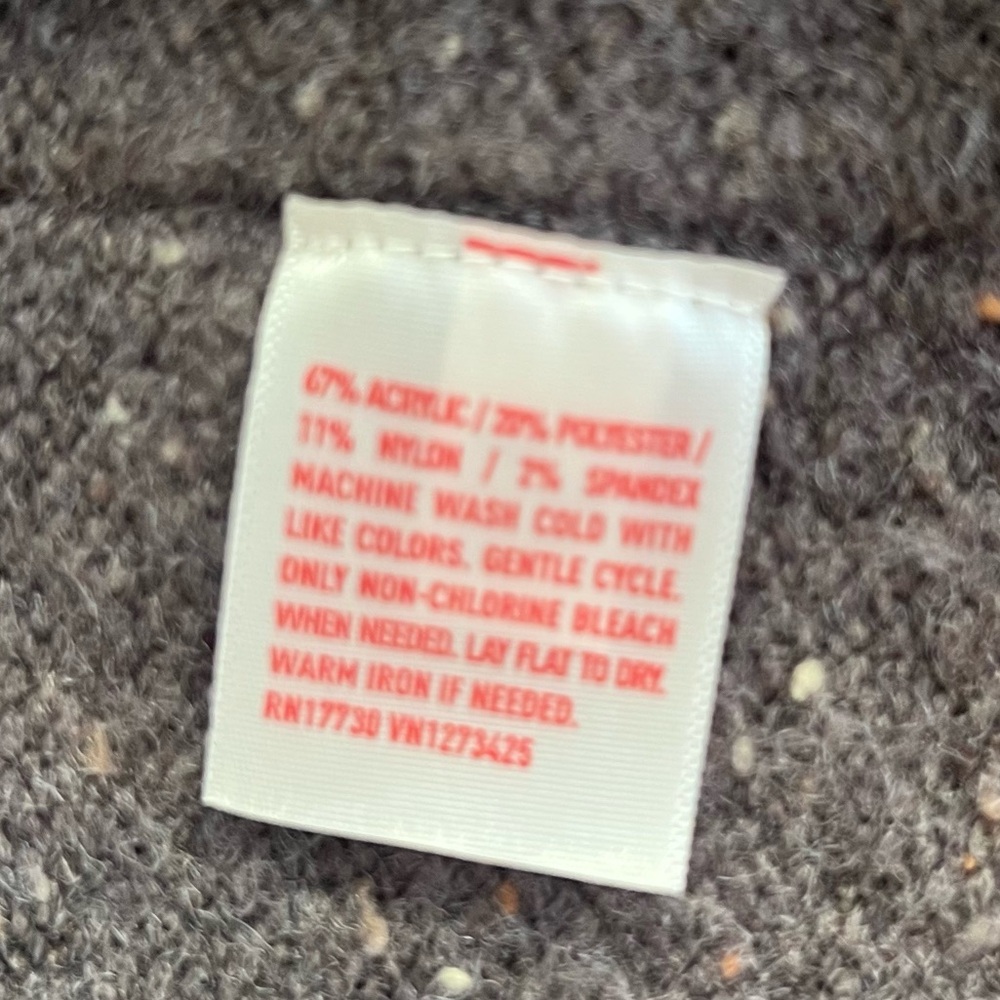 67% ACRYLIC / 20% POLYESTER /
11% NYLON / 2% SPANDEX
MACHINE WASH COLD WITH
LIKE COLORS. GENTLE CYCLE.
ONLY NON-CHLORINE BLEACH
WHEN NEEDED. LAY FLAT TO DRY.
WARM IRON IF NEEDED.
RN17730 VN1273425